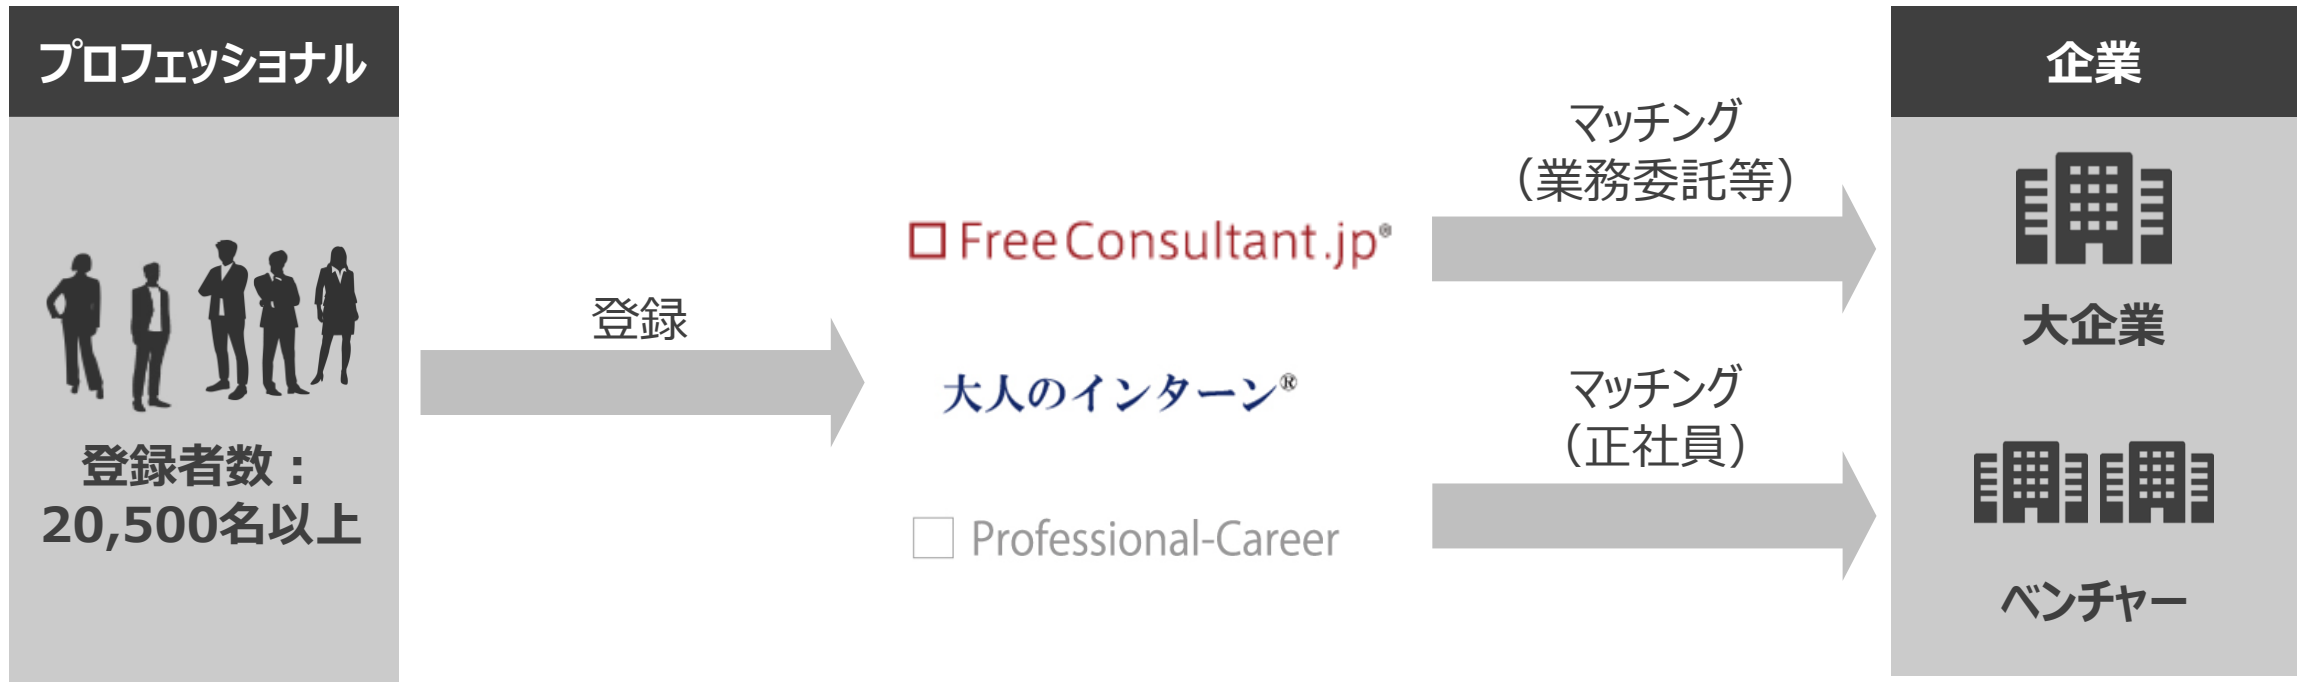 プロフェッショナル
登録者数：
20,500名以上
登録
FreeConsultant.jp®
大人のインターン®
Professional-Career
マッチング
（業務委託等）
マッチング
（正社員）
企業
大企業
ベンチャー